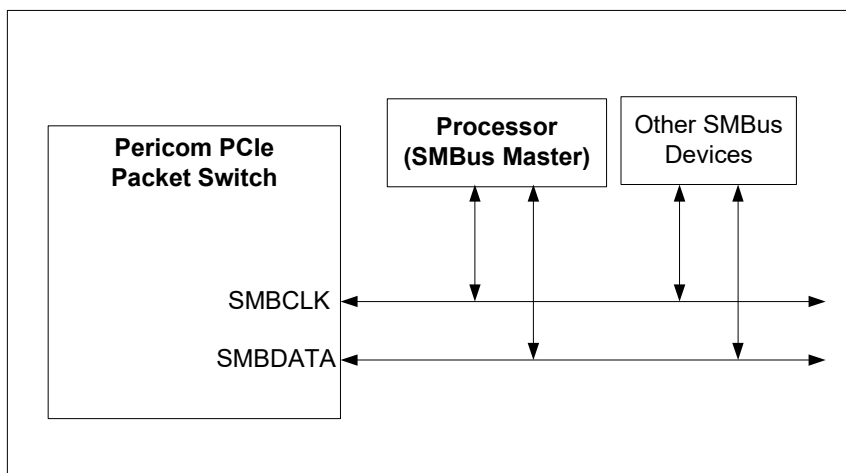 Pericom PCIe
Packet Switch
Processor
(SMBus Master)
Other SMBus
Devices
SMBCLK
SMBDATA